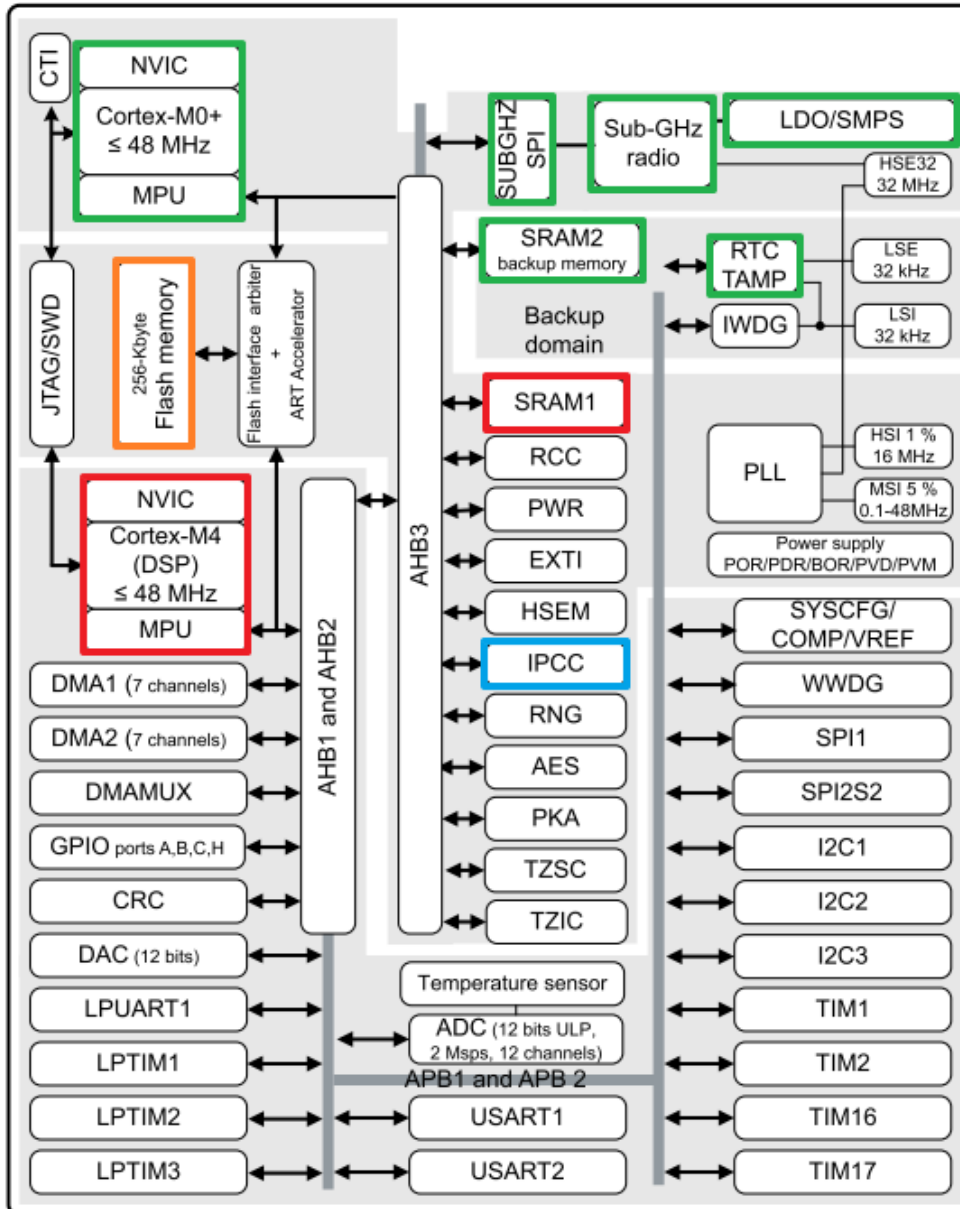 CTI
NVIC
Cortex-M0+
≤ 48 MHz
MPU
SUBGHZ
SPI
Sub-GHz
radio
LDO/SMPS
HSE32
32 MHz
SRAM2
backup memory
RTC
TAMP
LSE
32 kHz
Backup
domain
IWDG
LSI
32 kHz
JTAG/SWD
256-Kbyte
Flash memory
Flash interface arbiter
+
ART Accelerator
AHB3
SRAM1
RCC
PWR
EXTI
HSEM
IPCC
RNG
AES
PKA
TZSC
TZIC
PLL
HSI 1 %
16 MHz
MSI 5 %
0.1-48MHz
Power supply
POR/PDR/BOR/PVD/PVM
NVIC
Cortex-M4
(DSP)
≤ 48 MHz
MPU
AHB1 and AHB2
DMA1 (7 channels)
DMA2 (7 channels)
DMAMUX
GPIO ports A,B,C,H
CRC
DAC (12 bits)
LPUART1
LPTIM1
LPTIM2
LPTIM3
Temperature sensor
ADC (12 bits ULP,
2 Msps, 12 channels)
APB1 and APB 2
USART1
USART2
SYSCFG/
COMP/VREF
WWDG
SPI1
SPI2S2
I2C1
I2C2
I2C3
TIM1
TIM2
TIM16
TIM17